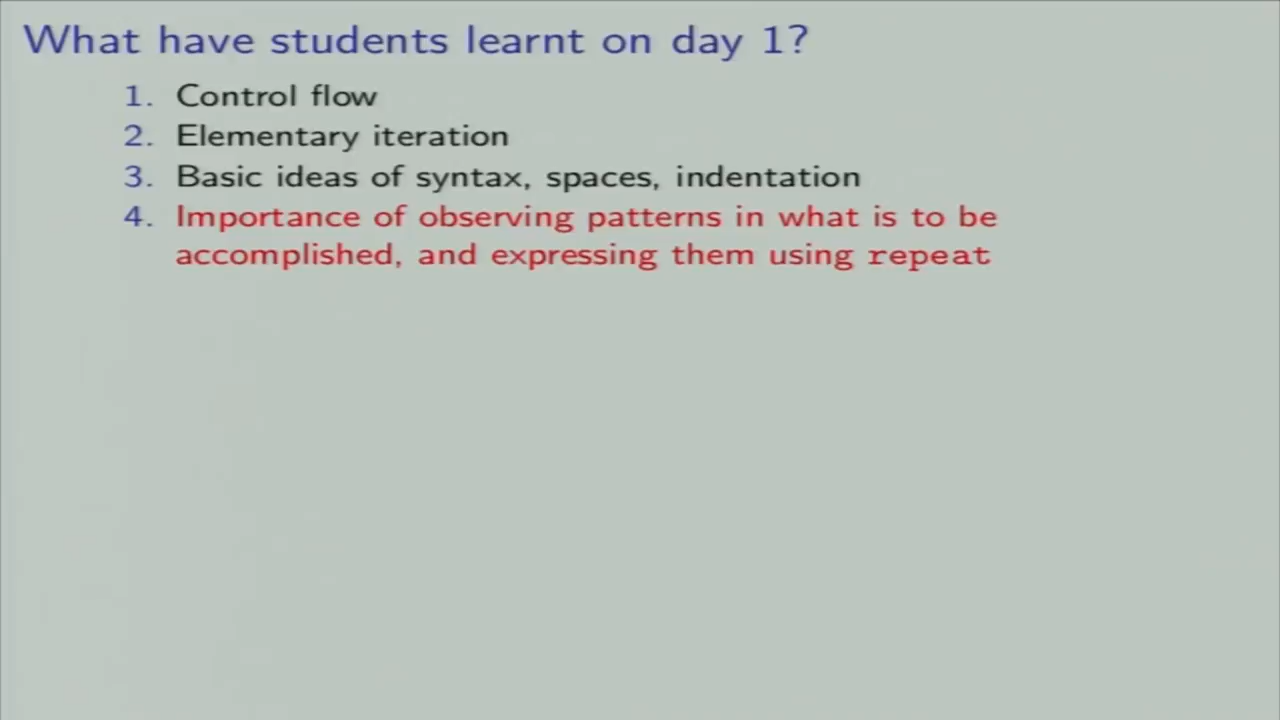 What have students learnt on day 1?
1. Control flow
2. Elementary iteration
3. Basic ideas of syntax, spaces, indentation
4. Importance of observing patterns in what is to be
accomplished, and expressing them using repeat